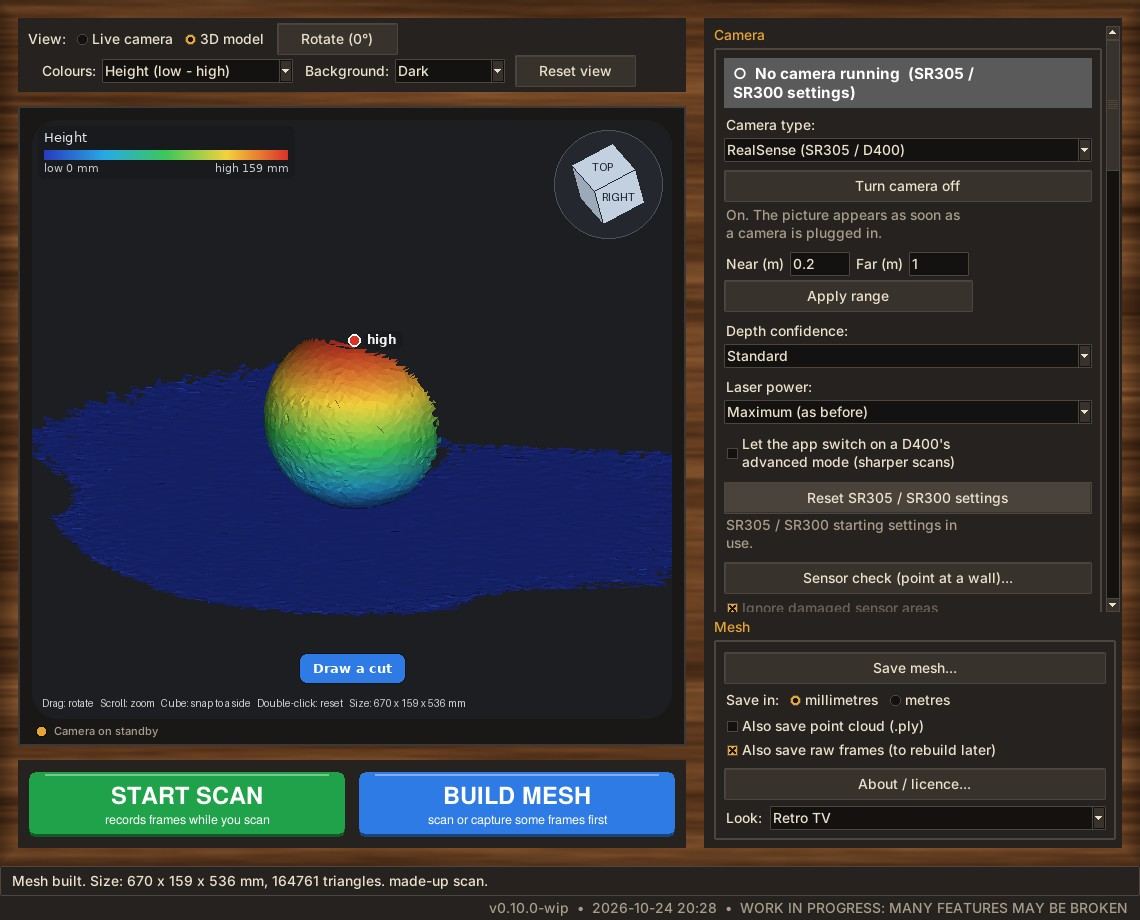 View: Live camera 3D model Rotate (0°)
Colours: Height (low - high) Background: Dark Reset view
Height
low 0 mm high 159 mm
TOP
RIGHT
high
Draw a cut
Drag: rotate Scroll: zoom Cube: snap to a side Double-click: reset Size: 670 x 159 x 536 mm
Camera on standby
START SCAN
records frames while you scan
BUILD MESH
scan or capture some frames first
Camera
No camera running (SR305 /
SR300 settings)
Camera type:
RealSense (SR305 / D400)
Turn camera off
On. The picture appears as soon as
a camera is plugged in.
Near (m) 0.2 Far (m) 1
Apply range
Depth confidence:
Standard
Laser power:
Maximum (as before)
Let the app switch on a D400's
advanced mode (sharper scans)
Reset SR305 / SR300 settings
SR305 / SR300 starting settings in
use.
Sensor check (point at a wall)...
Ignore damaged sensor areas
Mesh
Save mesh...
Save in: millimetres metres
Also save point cloud (.ply)
Also save raw frames (to rebuild later)
About / licence...
Look: Retro TV
Mesh built. Size: 670 x 159 x 536 mm, 164761 triangles. made-up scan.
v0.10.0-wip • 2026-10-24 20:28 • WORK IN PROGRESS: MANY FEATURES MAY BE BROKEN